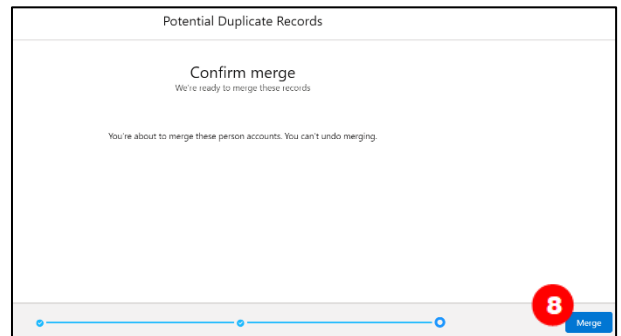 Potential Duplicate Records
Confirm merge
We're ready to merge these records
You're about to merge these person accounts. You can't undo merging.
8
Merge